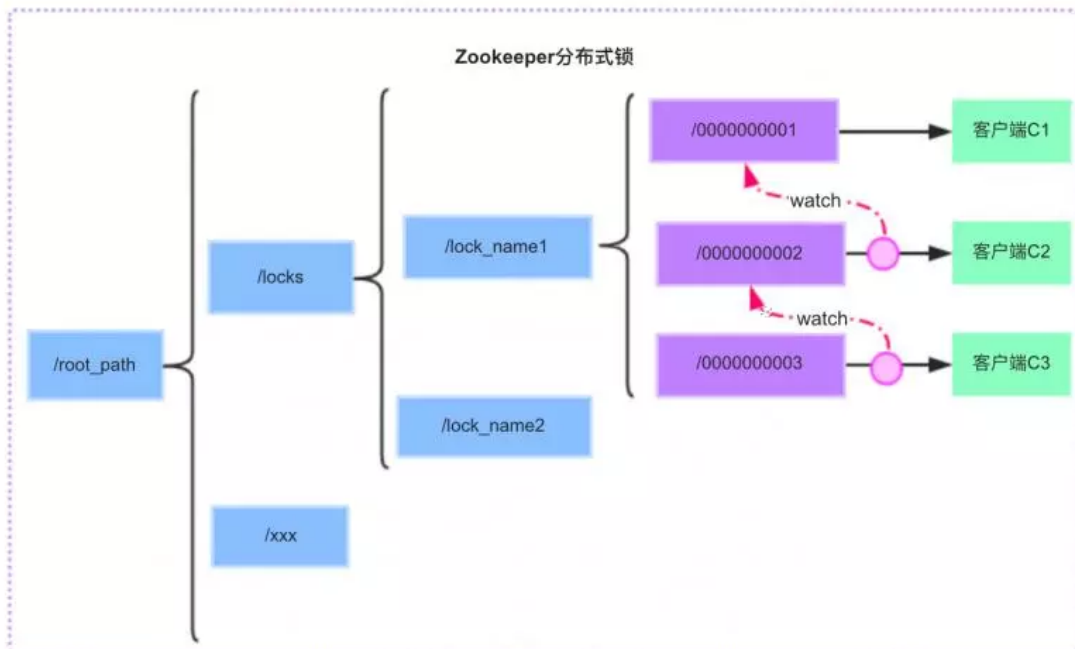 Zookeeper分布式锁
/root_path
/locks
/xxx
/lock_name1
/lock_name2
/0000000001
客户端C1
watch
/0000000002
客户端C2
watch
/0000000003
客户端C3